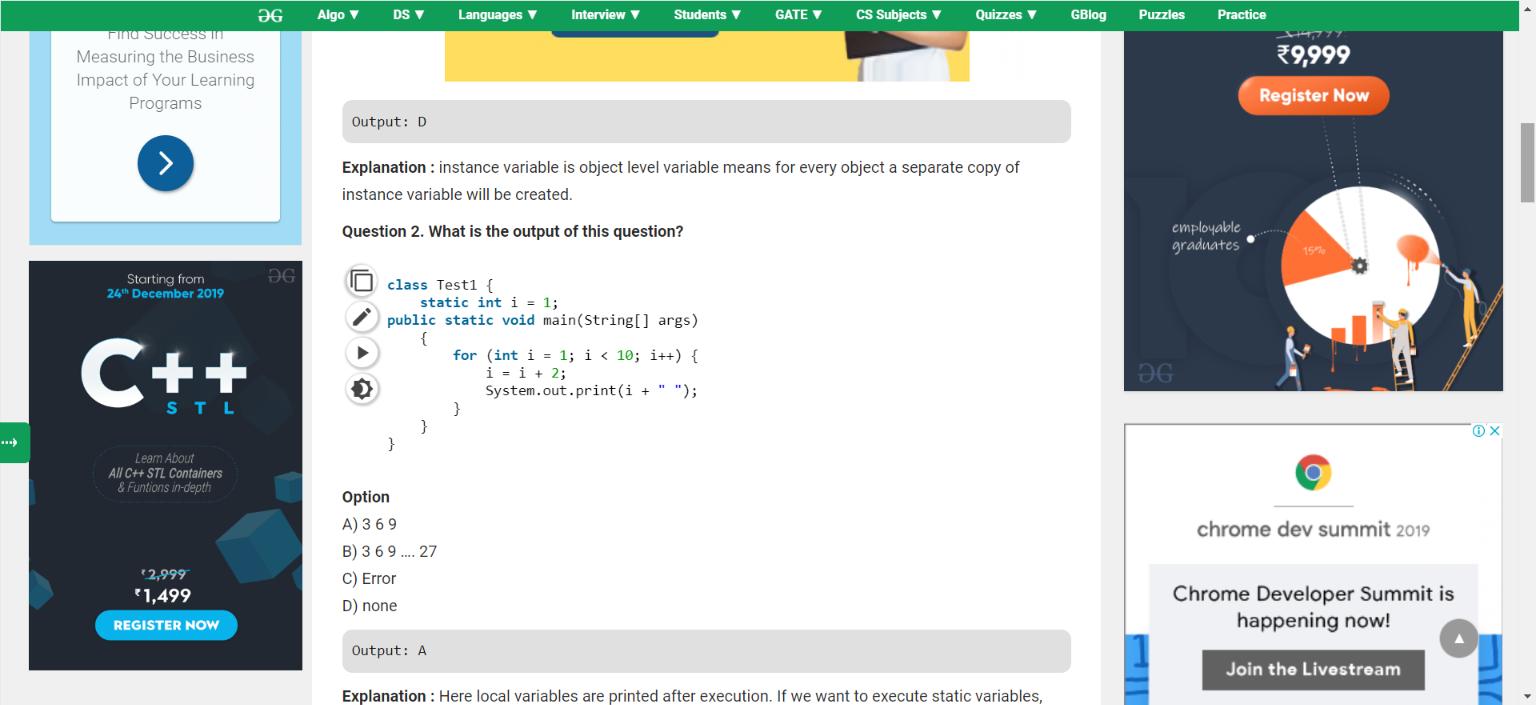 ƏG Algo ▼ DS ▼ Languages ▼ Interview ▼ Students ▼ GATE ▼ CS Subjects ▼ Quizzes ▼ GBlog Puzzles Practice
Find Success in
Measuring the Business
Impact of Your Learning
Programs
Starting from
24th December 2019
ƏG
C++
STL
Learn About
All C++ STL Containers
& Funtions in-depth
₹2,999
₹1,499
REGISTER NOW
Output: D
Explanation : instance variable is object level variable means for every object a separate copy of
instance variable will be created.
Question 2. What is the output of this question?
class Test1 {
static int i = 1;
public static void main(String[] args)
{
for (int i = 1; i < 10; i++) {
i = i + 2;
System.out.print(i + " ");
}
}
}
Option
A) 3 6 9
B) 3 6 9 .... 27
C) Error
D) none
Output: A
Explanation : Here local variables are printed after execution. If we want to execute static variables,
₹14,999
₹9,999
Register Now
employable
graduates
15%
ƏG
chrome dev summit 2019
Chrome Developer Summit is
happening now!
Join the Livestream